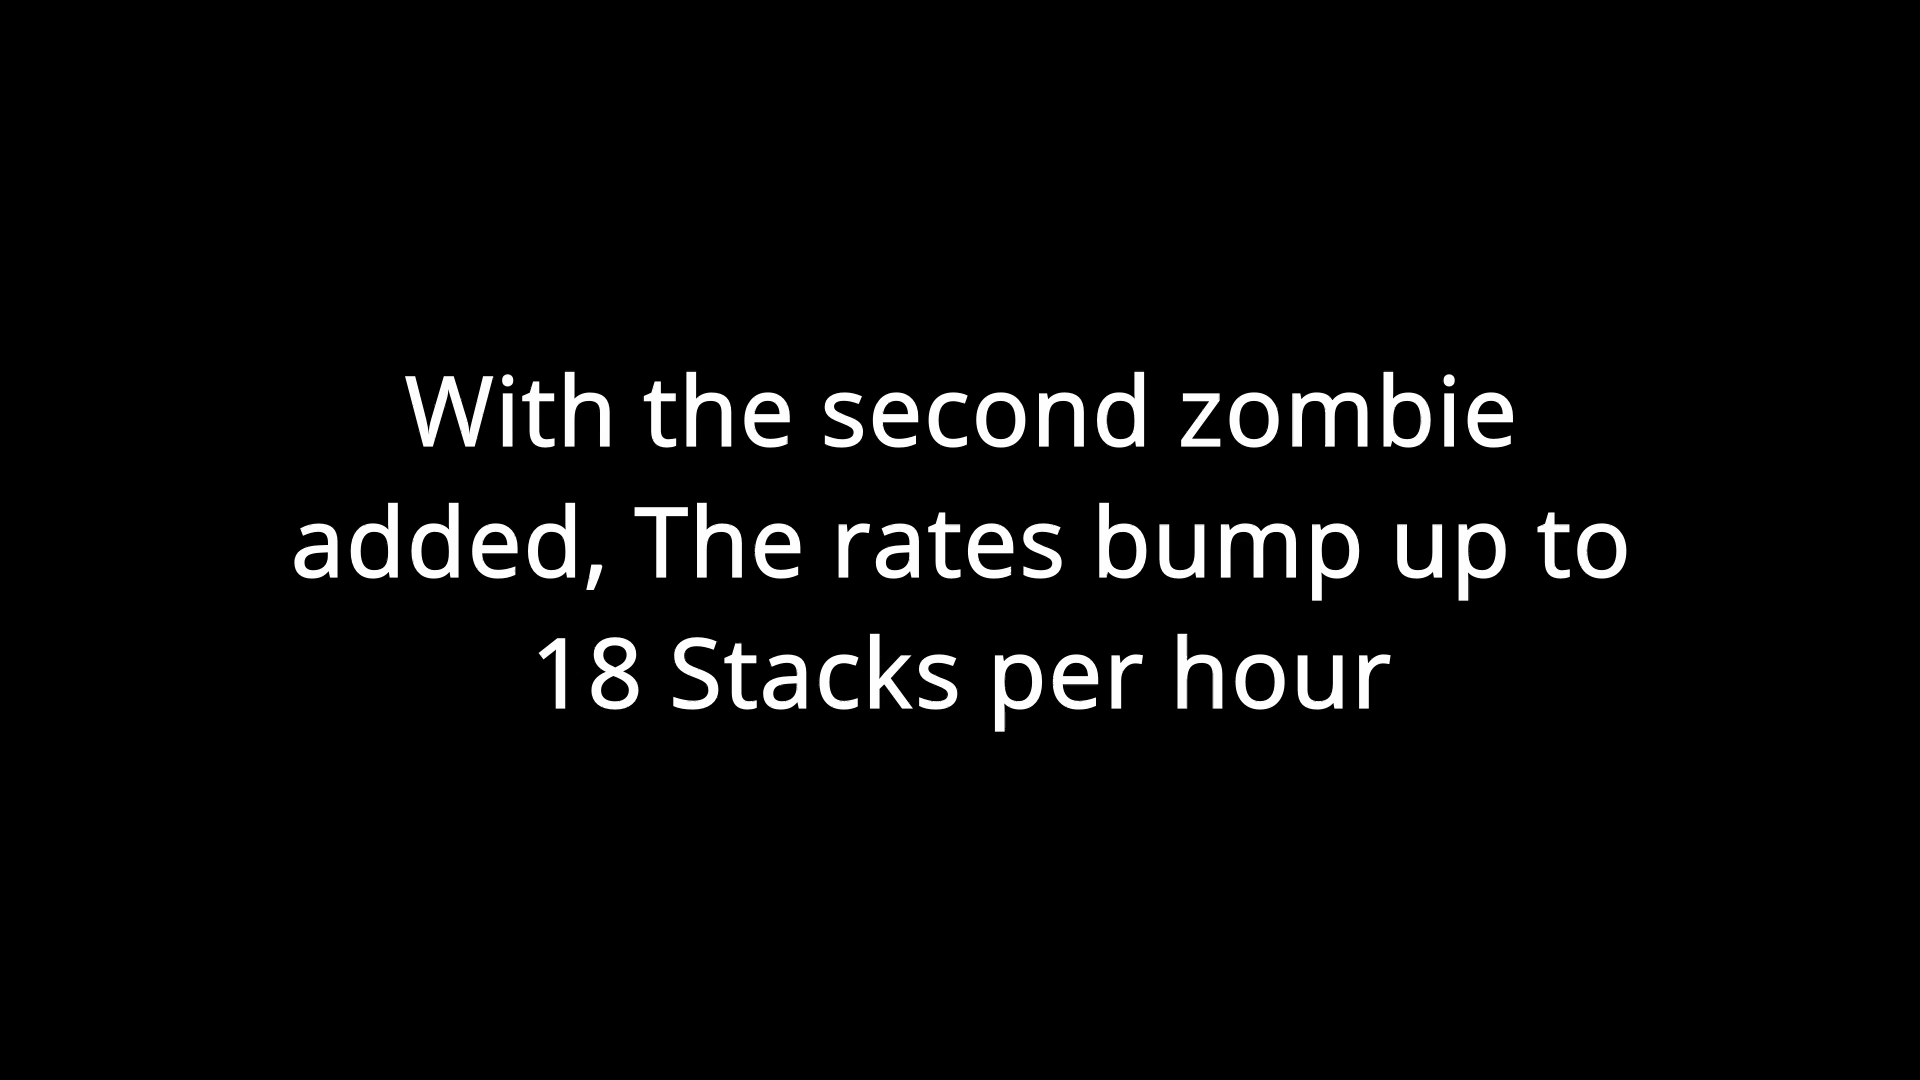 With the second zombie
added, The rates bump up to
18 Stacks per hour